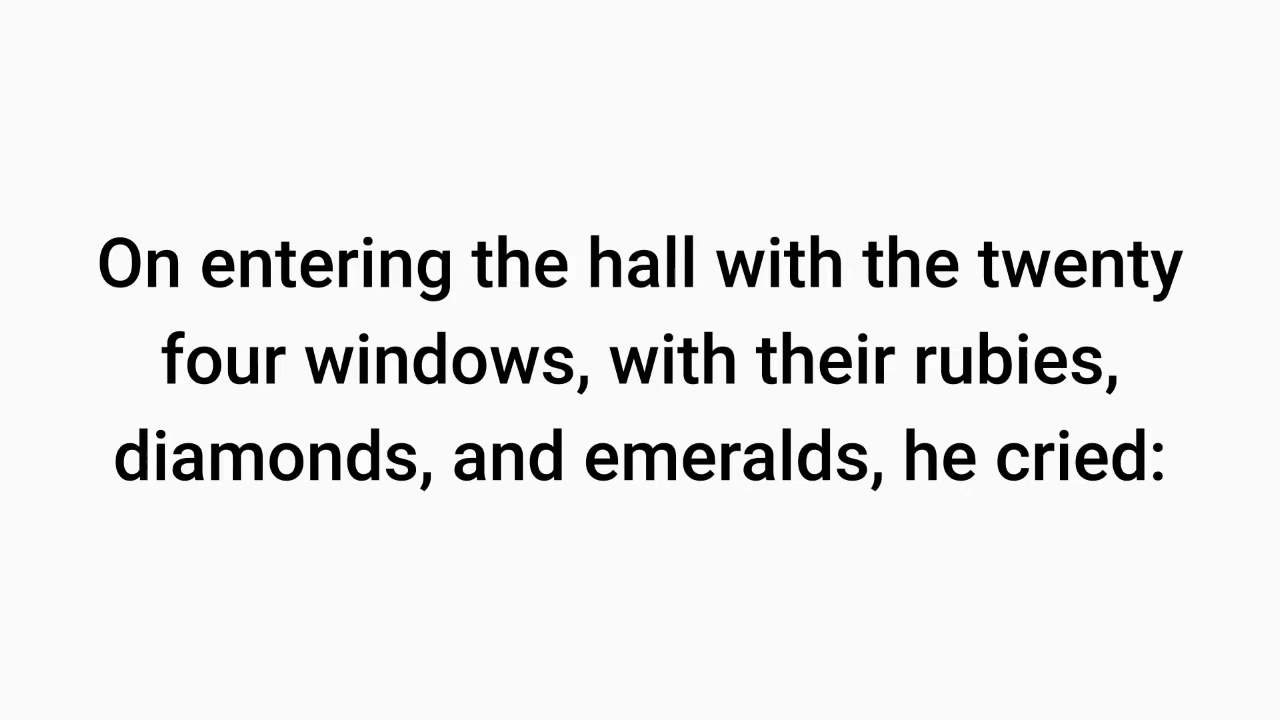 On entering the hall with the twenty
four windows, with their rubies,
diamonds, and emeralds, he cried: